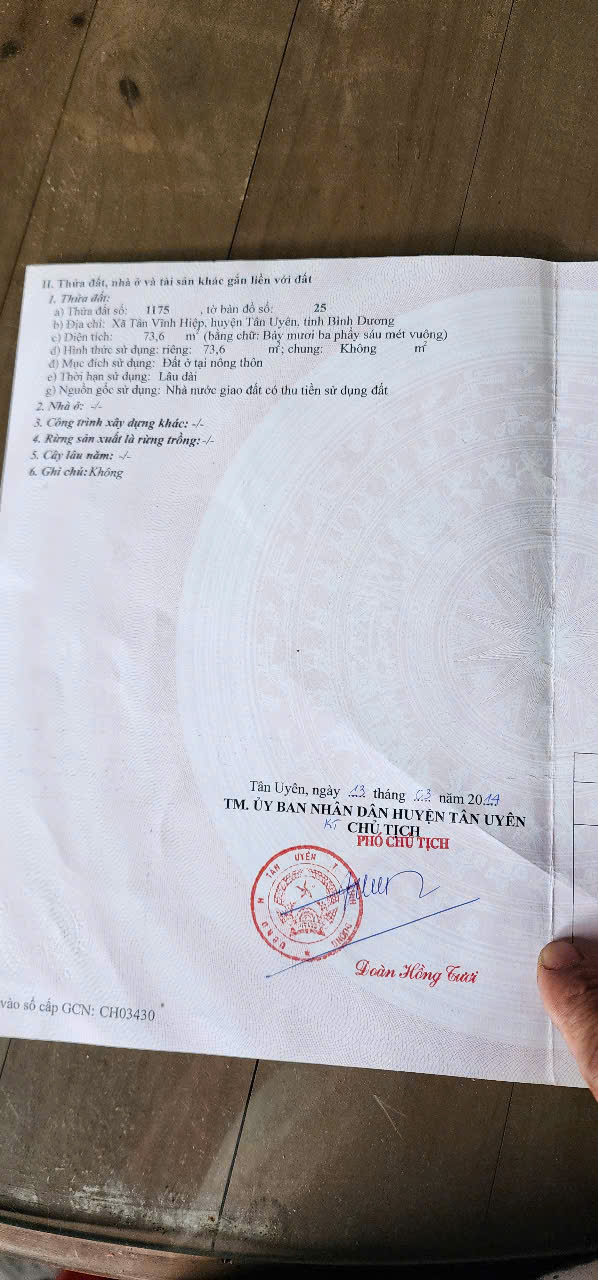 II. Thửa đất, nhà ở và tài sản khác gắn liền với đất
1. Thửa đất:
a) Thửa đất số: 1175 , tờ bản đồ số: 25
b) Địa chỉ: Xã Tân Vĩnh Hiệp, huyện Tân Uyên, tỉnh Bình Dương
c) Diện tích: 73,6 m² (bằng chữ: Bảy mươi ba phẩy sáu mét vuông)
d) Hình thức sử dụng: riêng: 73,6 m²; chung: Không m²
đ) Mục đích sử dụng: Đất ở tại nông thôn
e) Thời hạn sử dụng: Lâu dài
g) Nguồn gốc sử dụng: Nhà nước giao đất có thu tiền sử dụng đất
2. Nhà ở: -/-
3. Công trình xây dựng khác: -/-
4. Rừng sản xuất là rừng trồng: -/-
5. Cây lâu năm: -/-
6. Ghi chú: Không
Tân Uyên, ngày 13 tháng 03 năm 2014
TM. ỦY BAN NHÂN DÂN HUYỆN TÂN UYÊN
KT CHỦ TỊCH
PHÓ CHỦ TỊCH
Đoàn Hồng Tươi
vào sổ cấp GCN: CH03430